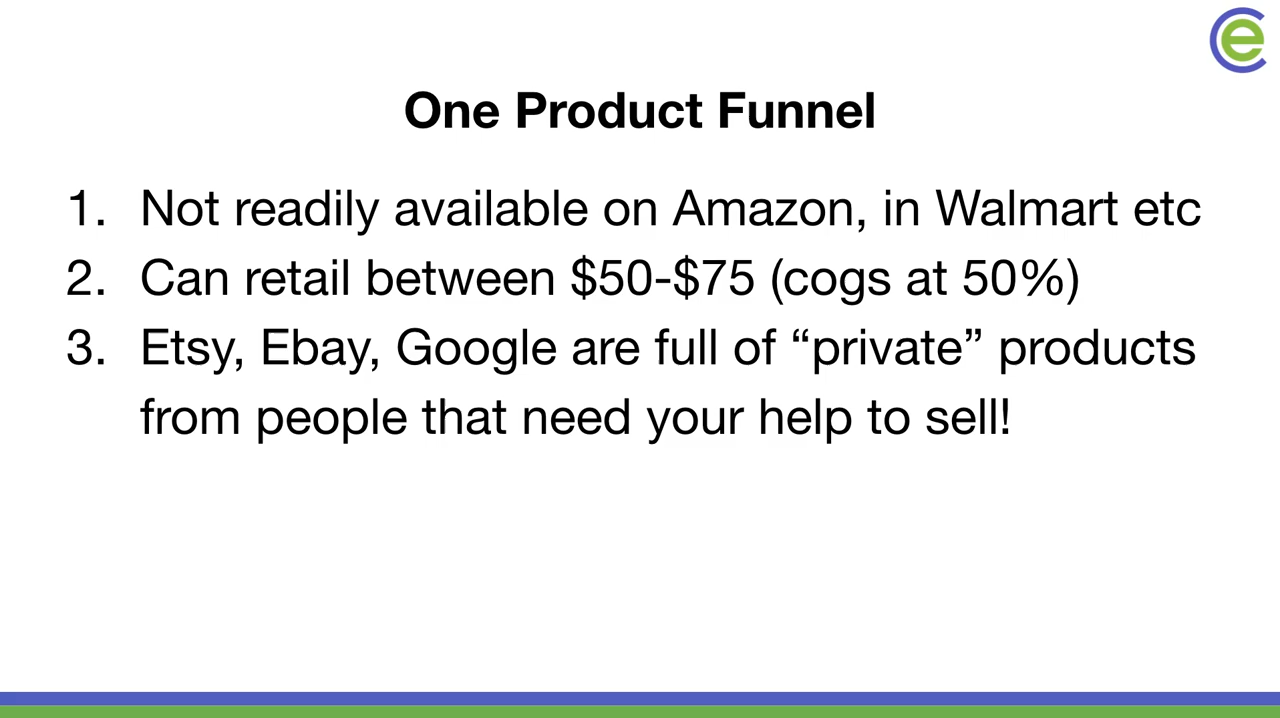 One Product Funnel
1. Not readily available on Amazon, in Walmart etc
2. Can retail between $50-$75 (cogs at 50%)
3. Etsy, Ebay, Google are full of “private” products
from people that need your help to sell!